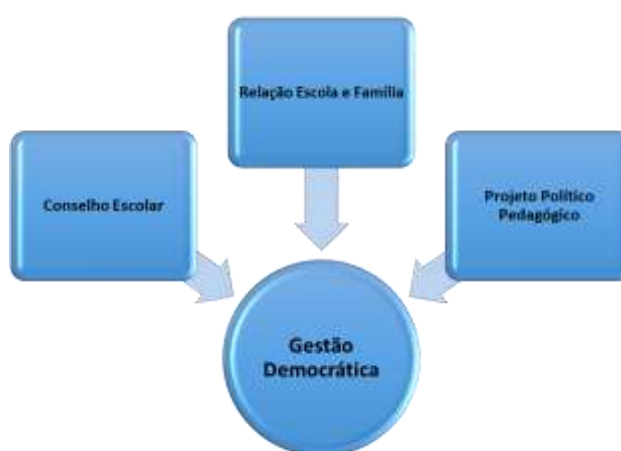 Relação Escola e Família
Conselho Escolar
Projeto Político
Pedagógico
Gestão
Democrática